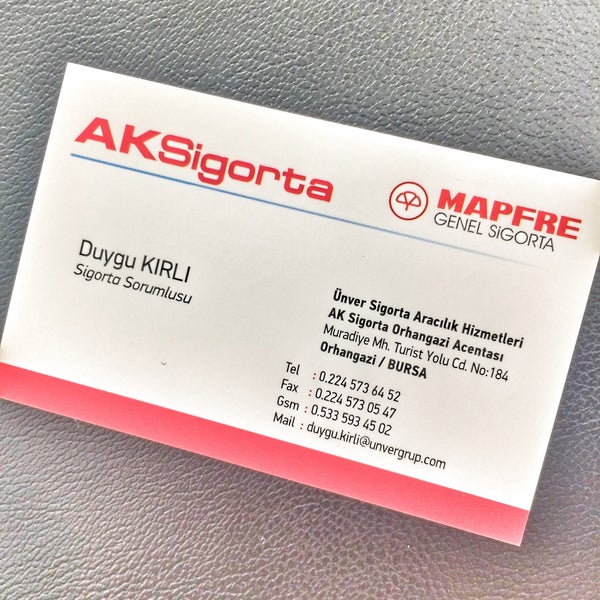 AKSigorta
MAPFRE
GENEL SİGORTA
Duygu KIRLI
Sigorta Sorumlusu
Ünver Sigorta Aracılık Hizmetleri
AK Sigorta Orhangazi Acentası
Muradiye Mh. Turist Yolu Cd. No:184
Orhangazi / BURSA
Tel : 0.224 573 64 52
Fax : 0.224 573 05 47
Gsm : 0.533 593 45 02
Mail : duygu.kirli@unvergrup.com